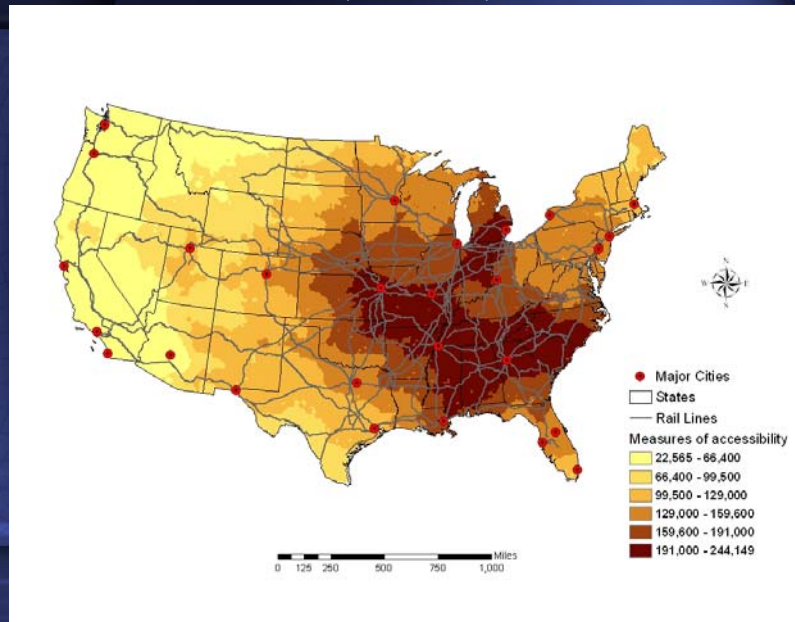 W E
Major Cities
States
Rail Lines
Measures of accessibility
22,565 - 66,400
66,400 - 99,500
99,500 - 129,000
129,000 - 159,600
159,600 - 191,000
191,000 - 244,149
Miles
0 125 250 500 750 1,000